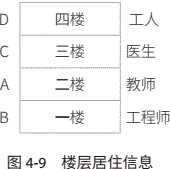 D 四楼 工人
C 三楼 医生
A 二楼 教师
B 一楼 工程师
图 4-9 楼层居住信息